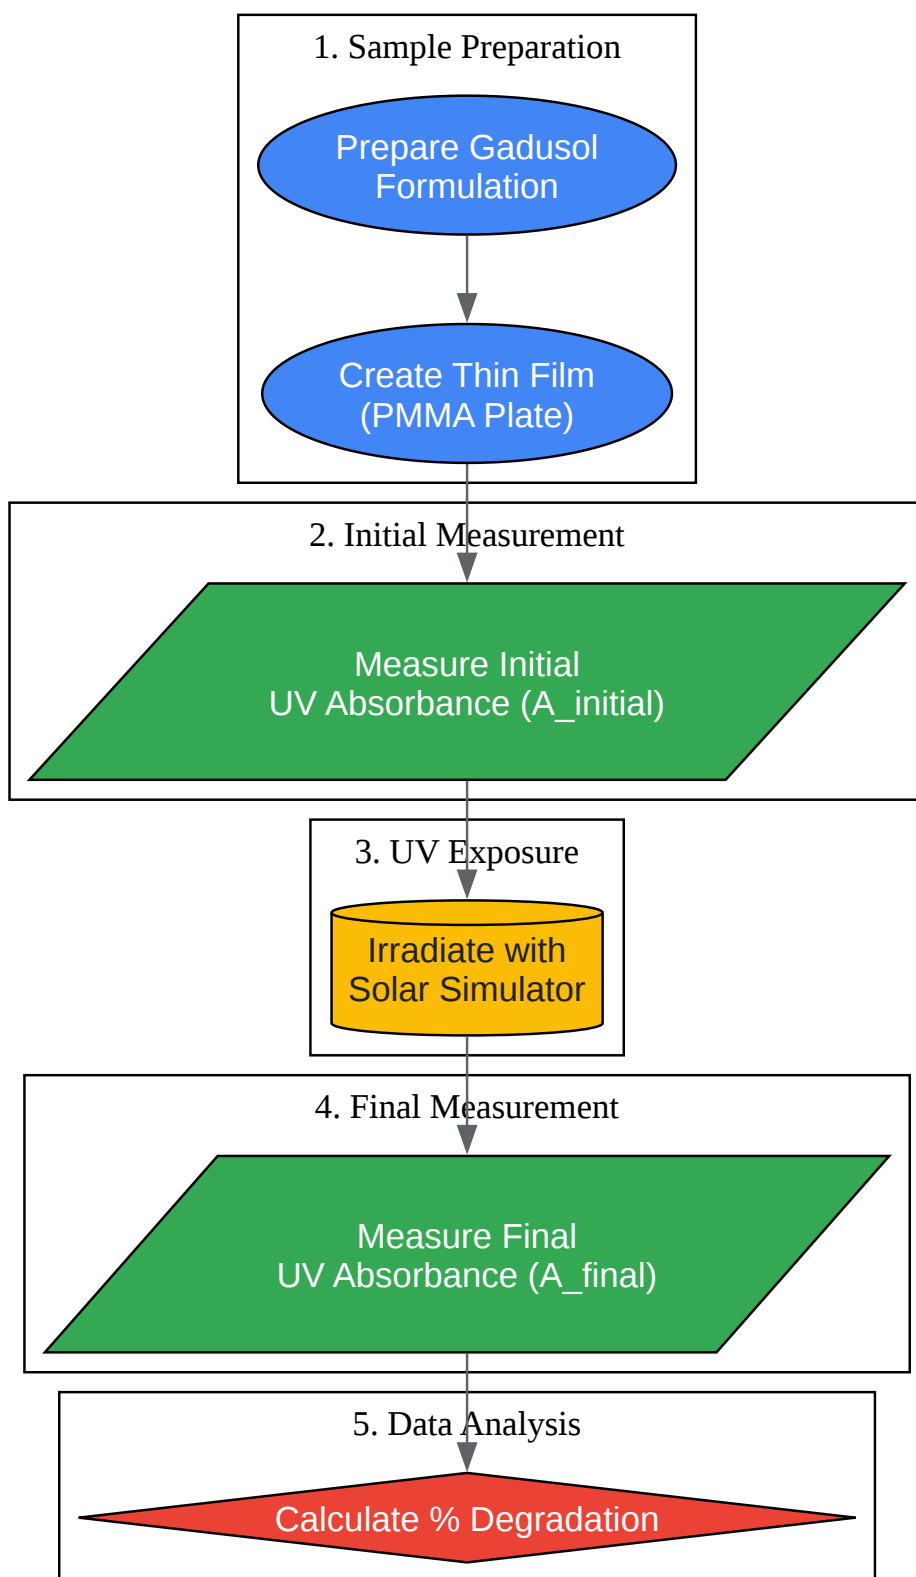 1. Sample Preparation
Prepare Gadusol
Formulation
Create Thin Film
(PMMA Plate)
2. Initial Measurement
Measure Initial
UV Absorbance (A_initial)
3. UV Exposure
Irradiate with
Solar Simulator
4. Final Measurement
Measure Final
UV Absorbance (A_final)
5. Data Analysis
Calculate % Degradation